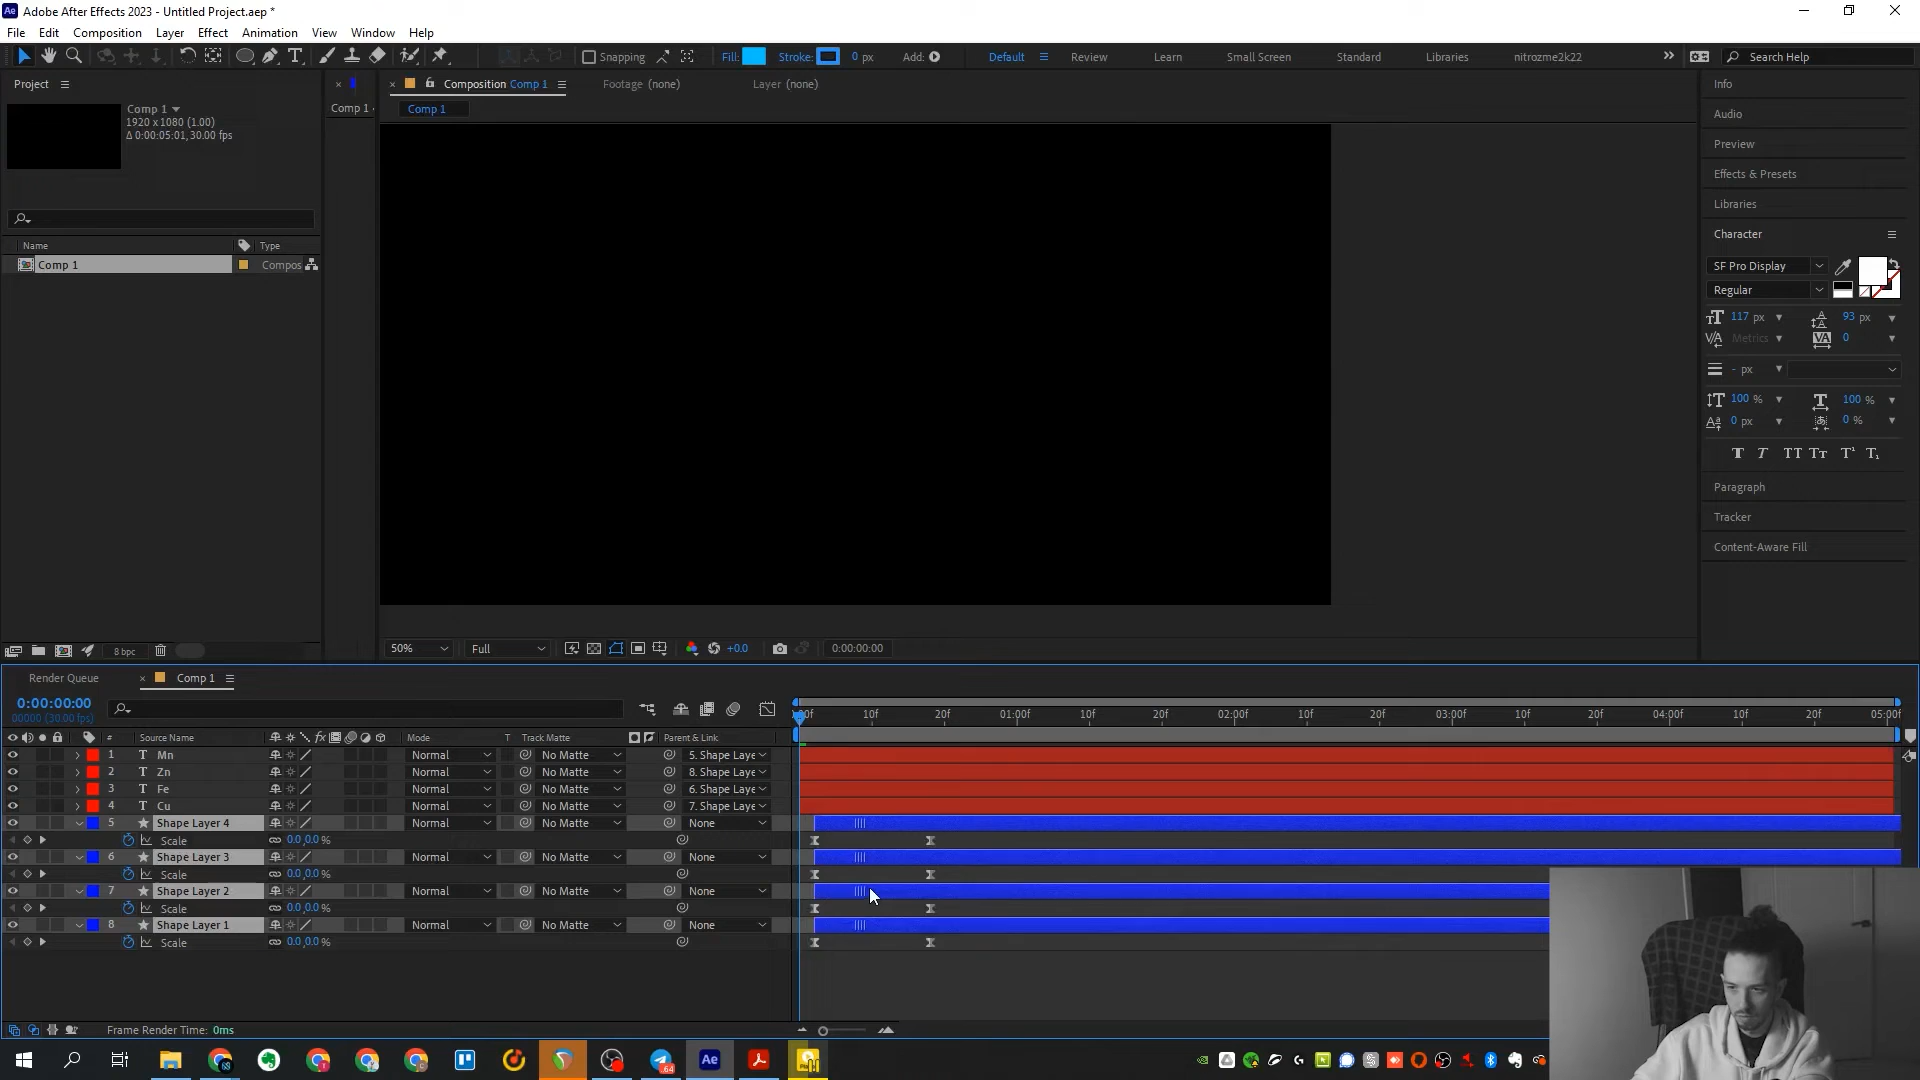 Adobe After Effects 2023 - Untitled Project.aep *
File Edit Composition Layer Effect Animation View Window Help
Snapping Fill: Stroke: 0 px Add: Default Review Learn Small Screen Standard Libraries nitrozme2k22 Search Help
Project Composition Comp 1 Footage (none) Layer (none) Info
Comp 1 Comp 1 Comp 1
1920 x 1080 (1.00)
Δ 0:00:05:01, 30.00 fps
Audio
Preview
Effects & Presets
Libraries
Character
Name Type
Comp 1 Compos
SF Pro Display
Regular
117 px 93 px
Metrics 0
- px
100 % 100 %
0 px 0 %
T T TT Tт T¹ T₁
Paragraph
Tracker
Content-Aware Fill
8 bpc 50% Full +0.0 0:00:00:00
Render Queue Comp 1
0:00:00:00
00000 (30.00 fps)
10f 20f 01:00f 10f 20f 02:00f 10f 20f 03:00f 10f 20f 04:00f 10f 20f 05:00f
# Source Name Mode T Track Matte Parent & Link
1 T Mn Normal No Matte 5. Shape Laye
2 T Zn Normal No Matte 8. Shape Laye
3 T Fe Normal No Matte 6. Shape Laye
4 T Cu Normal No Matte 7. Shape Laye
5 Shape Layer 4 Normal No Matte None
Scale 0.0,0.0 %
6 Shape Layer 3 Normal No Matte None
Scale 0.0,0.0 %
7 Shape Layer 2 Normal No Matte None
Scale 0.0,0.0 %
8 Shape Layer 1 Normal No Matte None
Scale 0.0,0.0 %
Frame Render Time: 0ms